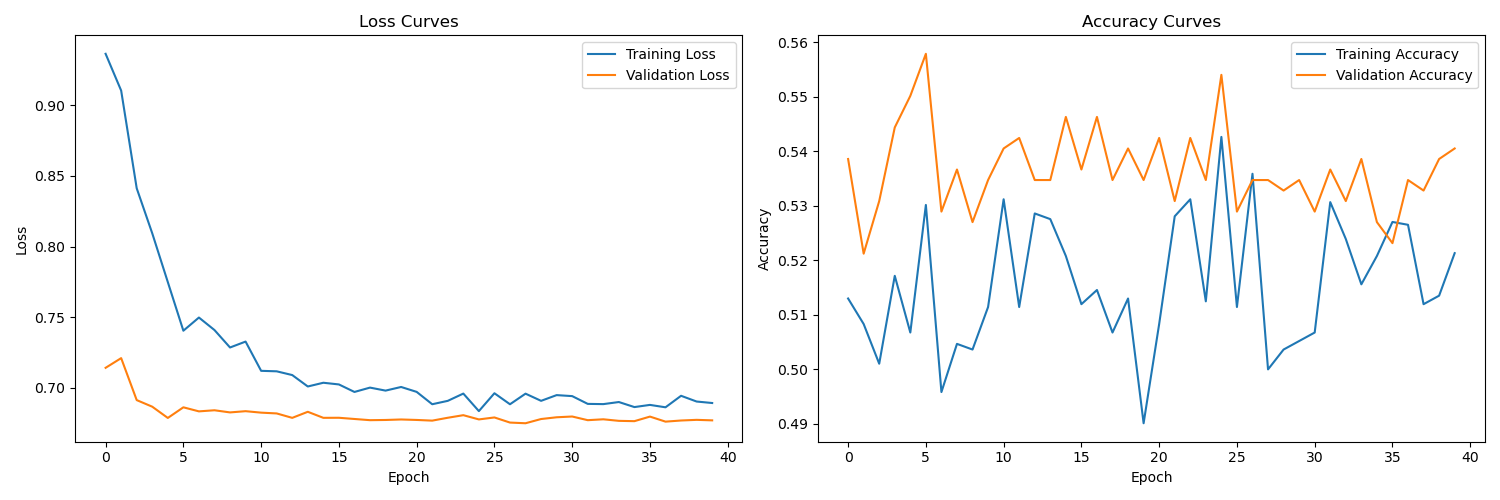 Loss Curves
Training Loss
Validation Loss
0.90
0.85
0.80
0.75
0.70
Loss
0 5 10 15 20 25 30 35 40
Epoch
Accuracy Curves
Training Accuracy
Validation Accuracy
0.56
0.55
0.54
0.53
0.52
0.51
0.50
0.49
Accuracy
0 5 10 15 20 25 30 35 40
Epoch